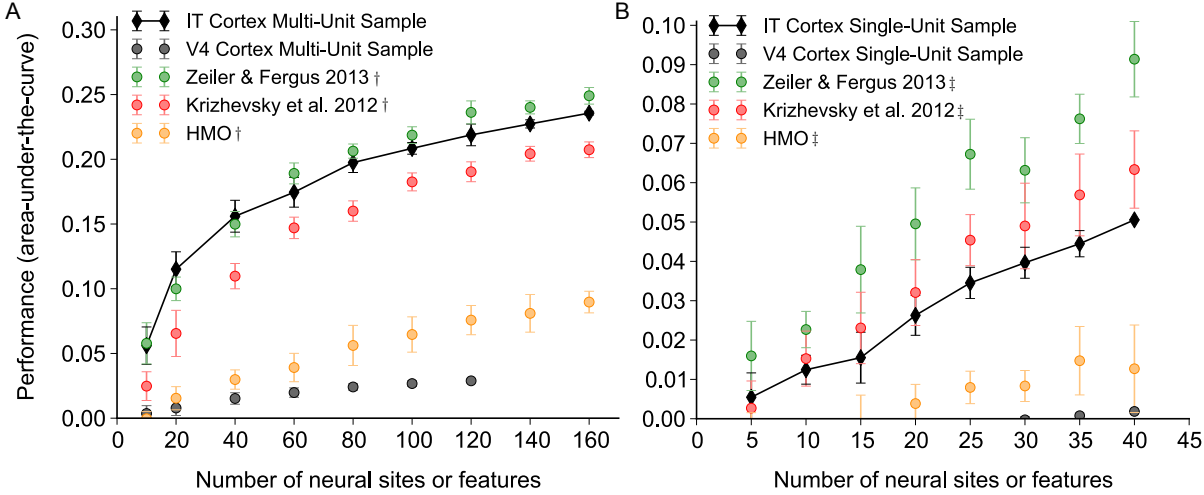 A
Performance (area-under-the-curve)
0.30
0.25
0.20
0.15
0.10
0.05
0.00
IT Cortex Multi-Unit Sample
V4 Cortex Multi-Unit Sample
Zeiler & Fergus 2013 †
Krizhevsky et al. 2012 †
HMO †
0 20 40 60 80 100 120 140 160
Number of neural sites or features
B
0.10
0.09
0.08
0.07
0.06
0.05
0.04
0.03
0.02
0.01
0.00
IT Cortex Single-Unit Sample
V4 Cortex Single-Unit Sample
Zeiler & Fergus 2013 ‡
Krizhevsky et al. 2012 ‡
HMO ‡
0 5 10 15 20 25 30 35 40 45
Number of neural sites or features